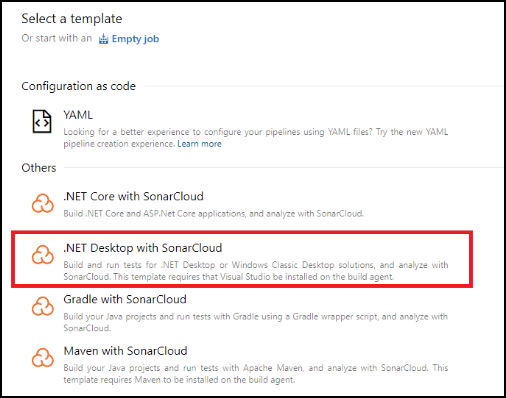 Select a template
Or start with an Empty job
Configuration as code
YAML
Looking for a better experience to configure your pipelines using YAML files? Try the new YAML
pipeline creation experience. Learn more
Others
.NET Core with SonarCloud
Build .NET Core and ASP.Net Core applications, and analyze with SonarCloud.
.NET Desktop with SonarCloud
Build and run tests for .NET Desktop or Windows Classic Desktop solutions, and analyze with
SonarCloud. This template requires that Visual Studio be installed on the build agent.
Gradle with SonarCloud
Build your Java projects and run tests with Gradle using a Gradle wrapper script, and analyze with
SonarCloud.
Maven with SonarCloud
Build your Java projects and run tests with Apache Maven, and analyze with SonarCloud. This
template requires Maven to be installed on the build agent.